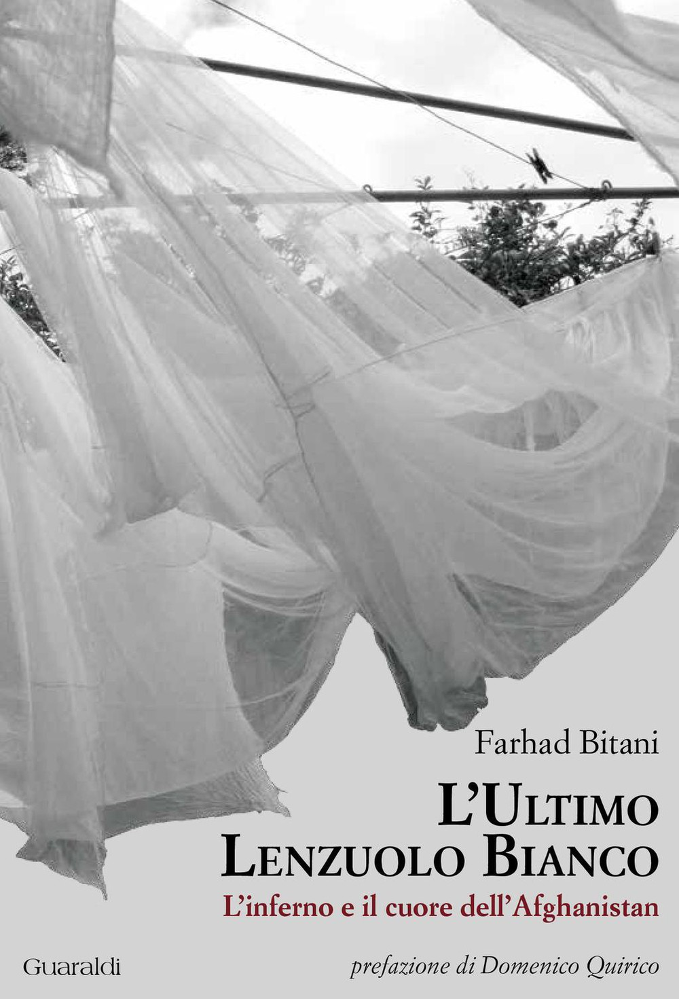 Farhad Bitani
L'Ultimo
Lenzuolo Bianco
L'inferno e il cuore dell'Afghanistan
Guaraldi
prefazione di Domenico Quirico